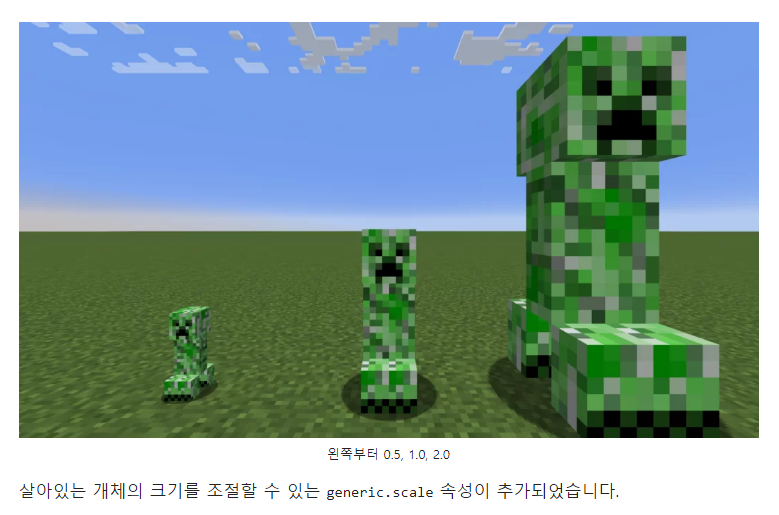 왼쪽부터 0.5, 1.0, 2.0
살아있는 개체의 크기를 조절할 수 있는 generic.scale 속성이 추가되었습니다.